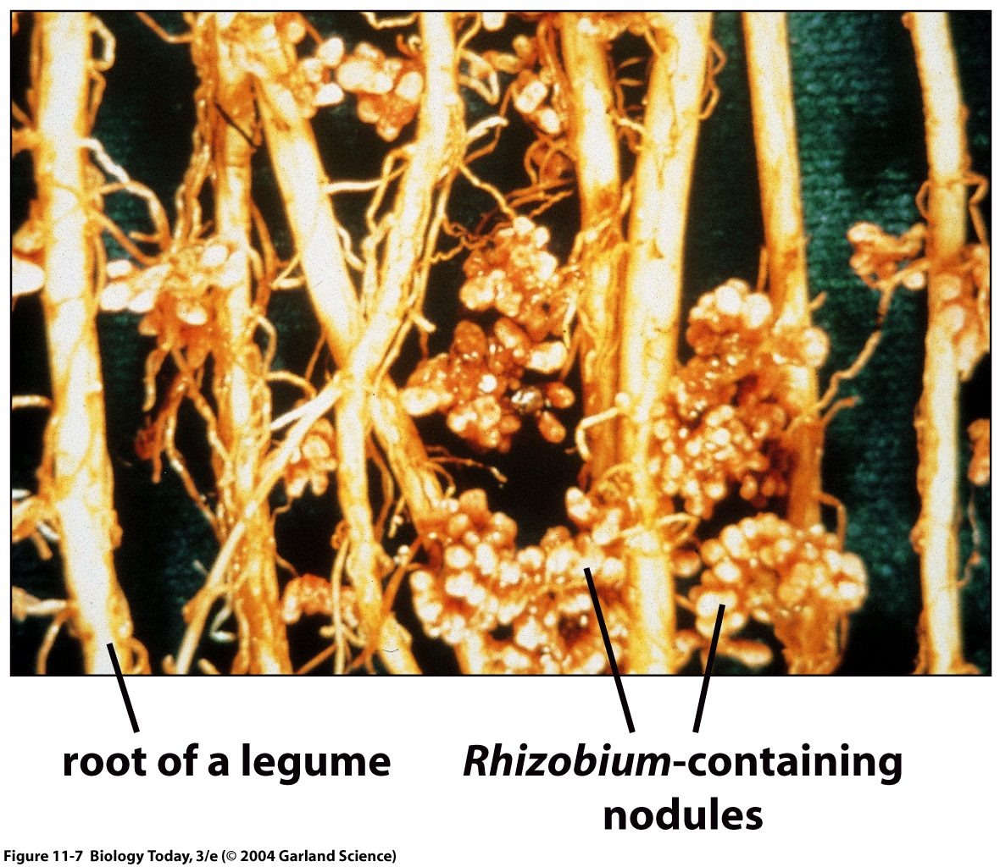 root of a legume
Rhizobium-containing
nodules
Figure 11-7 Biology Today, 3/e (© 2004 Garland Science)